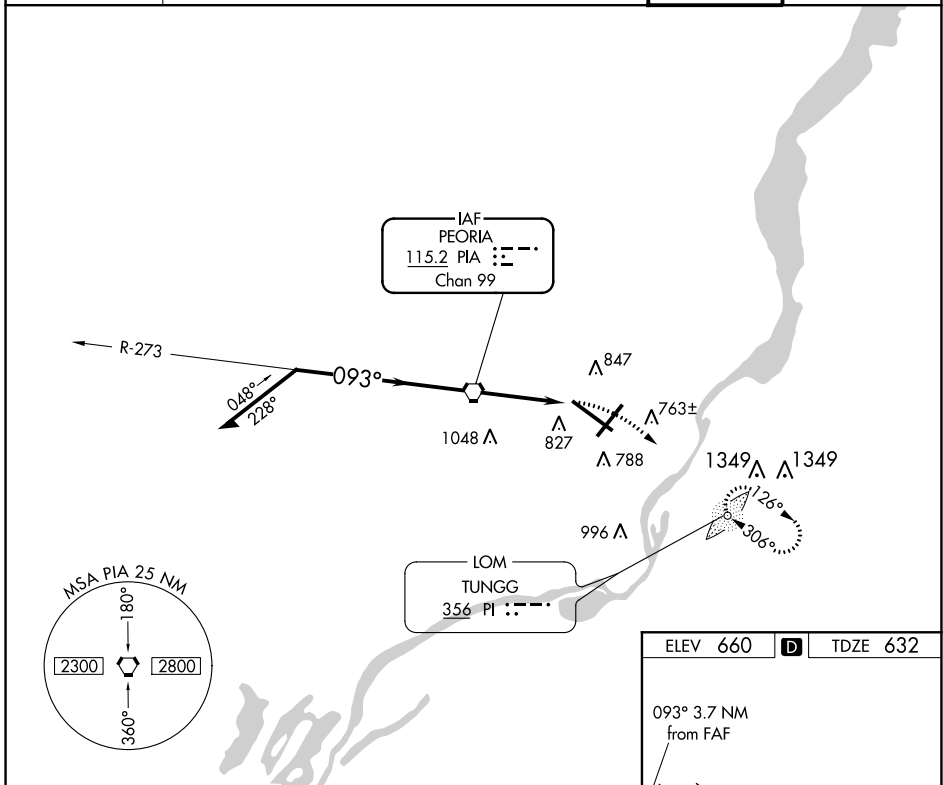 IAF
PEORIA
115.2 PIA
Chan 99
R-273
093°
048°
228°
847
763±
1048
827
788
1349 1349
126°
306°
996
LOM
TUNGG
356 PI
MSA PIA 25 NM
180°
2300 2800
360°
ELEV 660 D TDZE 632
093° 3.7 NM
from FAF